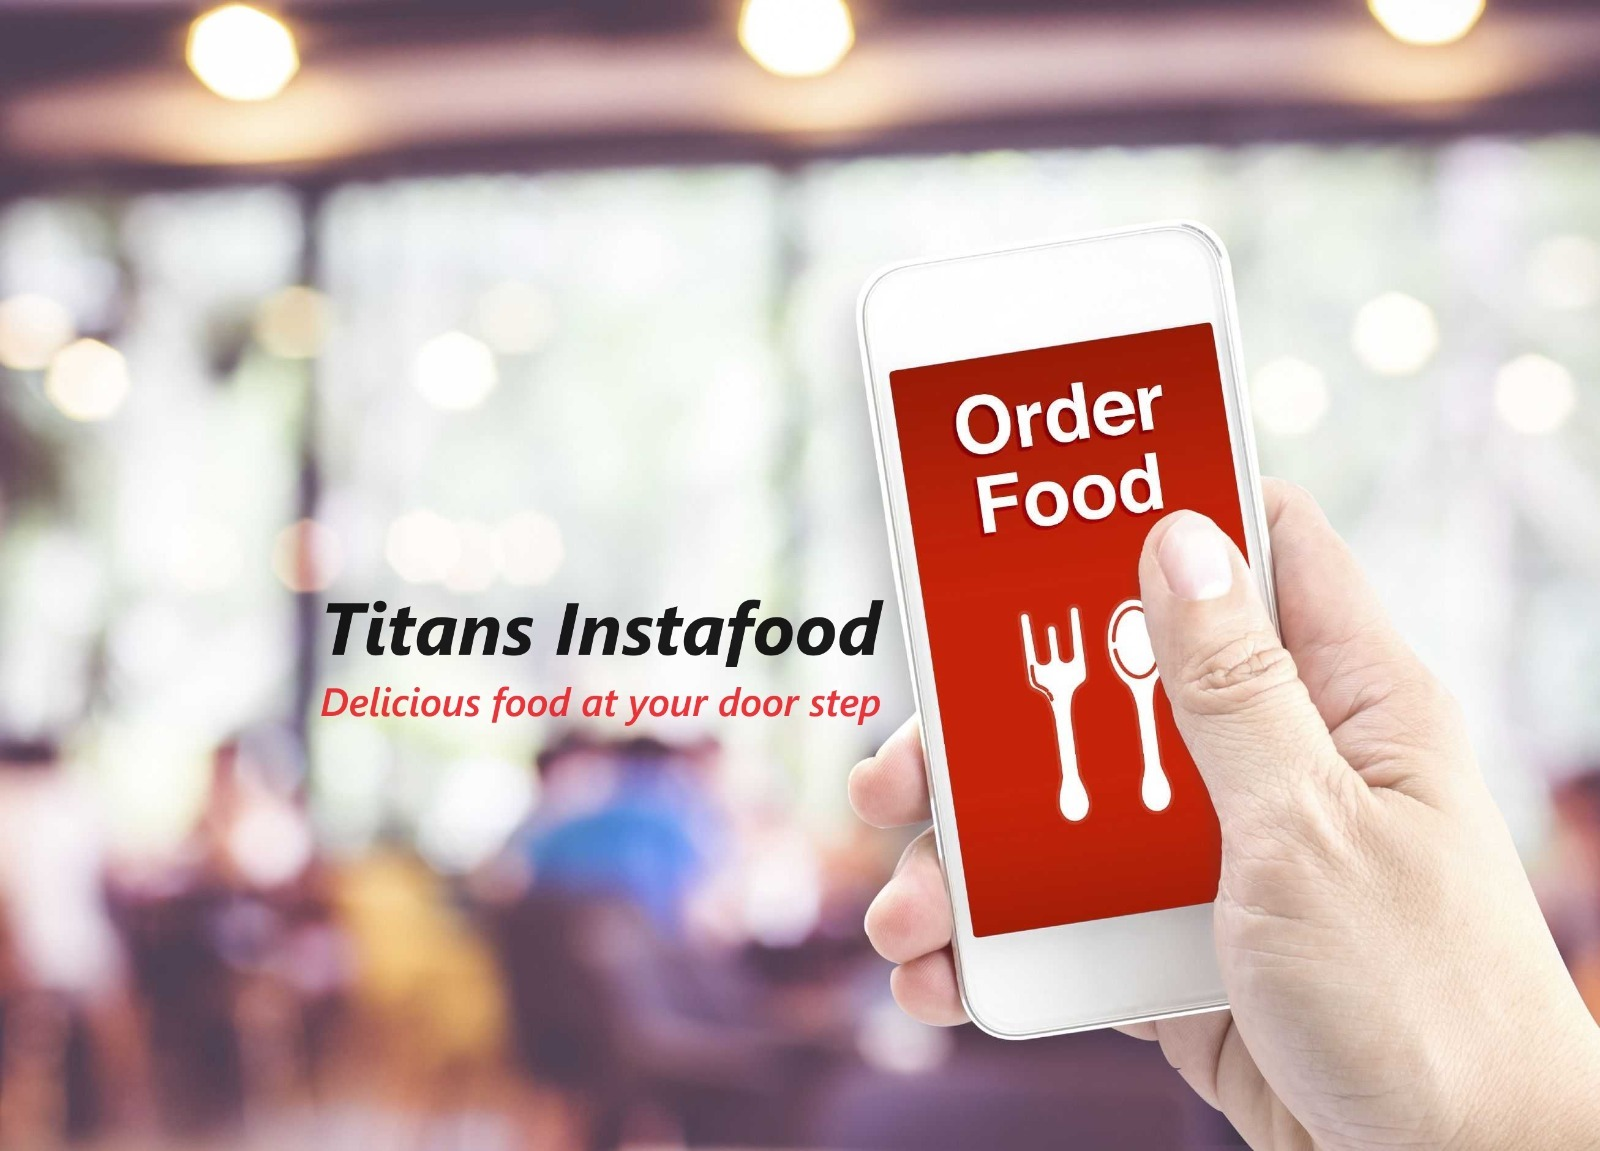 Order
Food
Titans Instafood
Delicious food at your door step